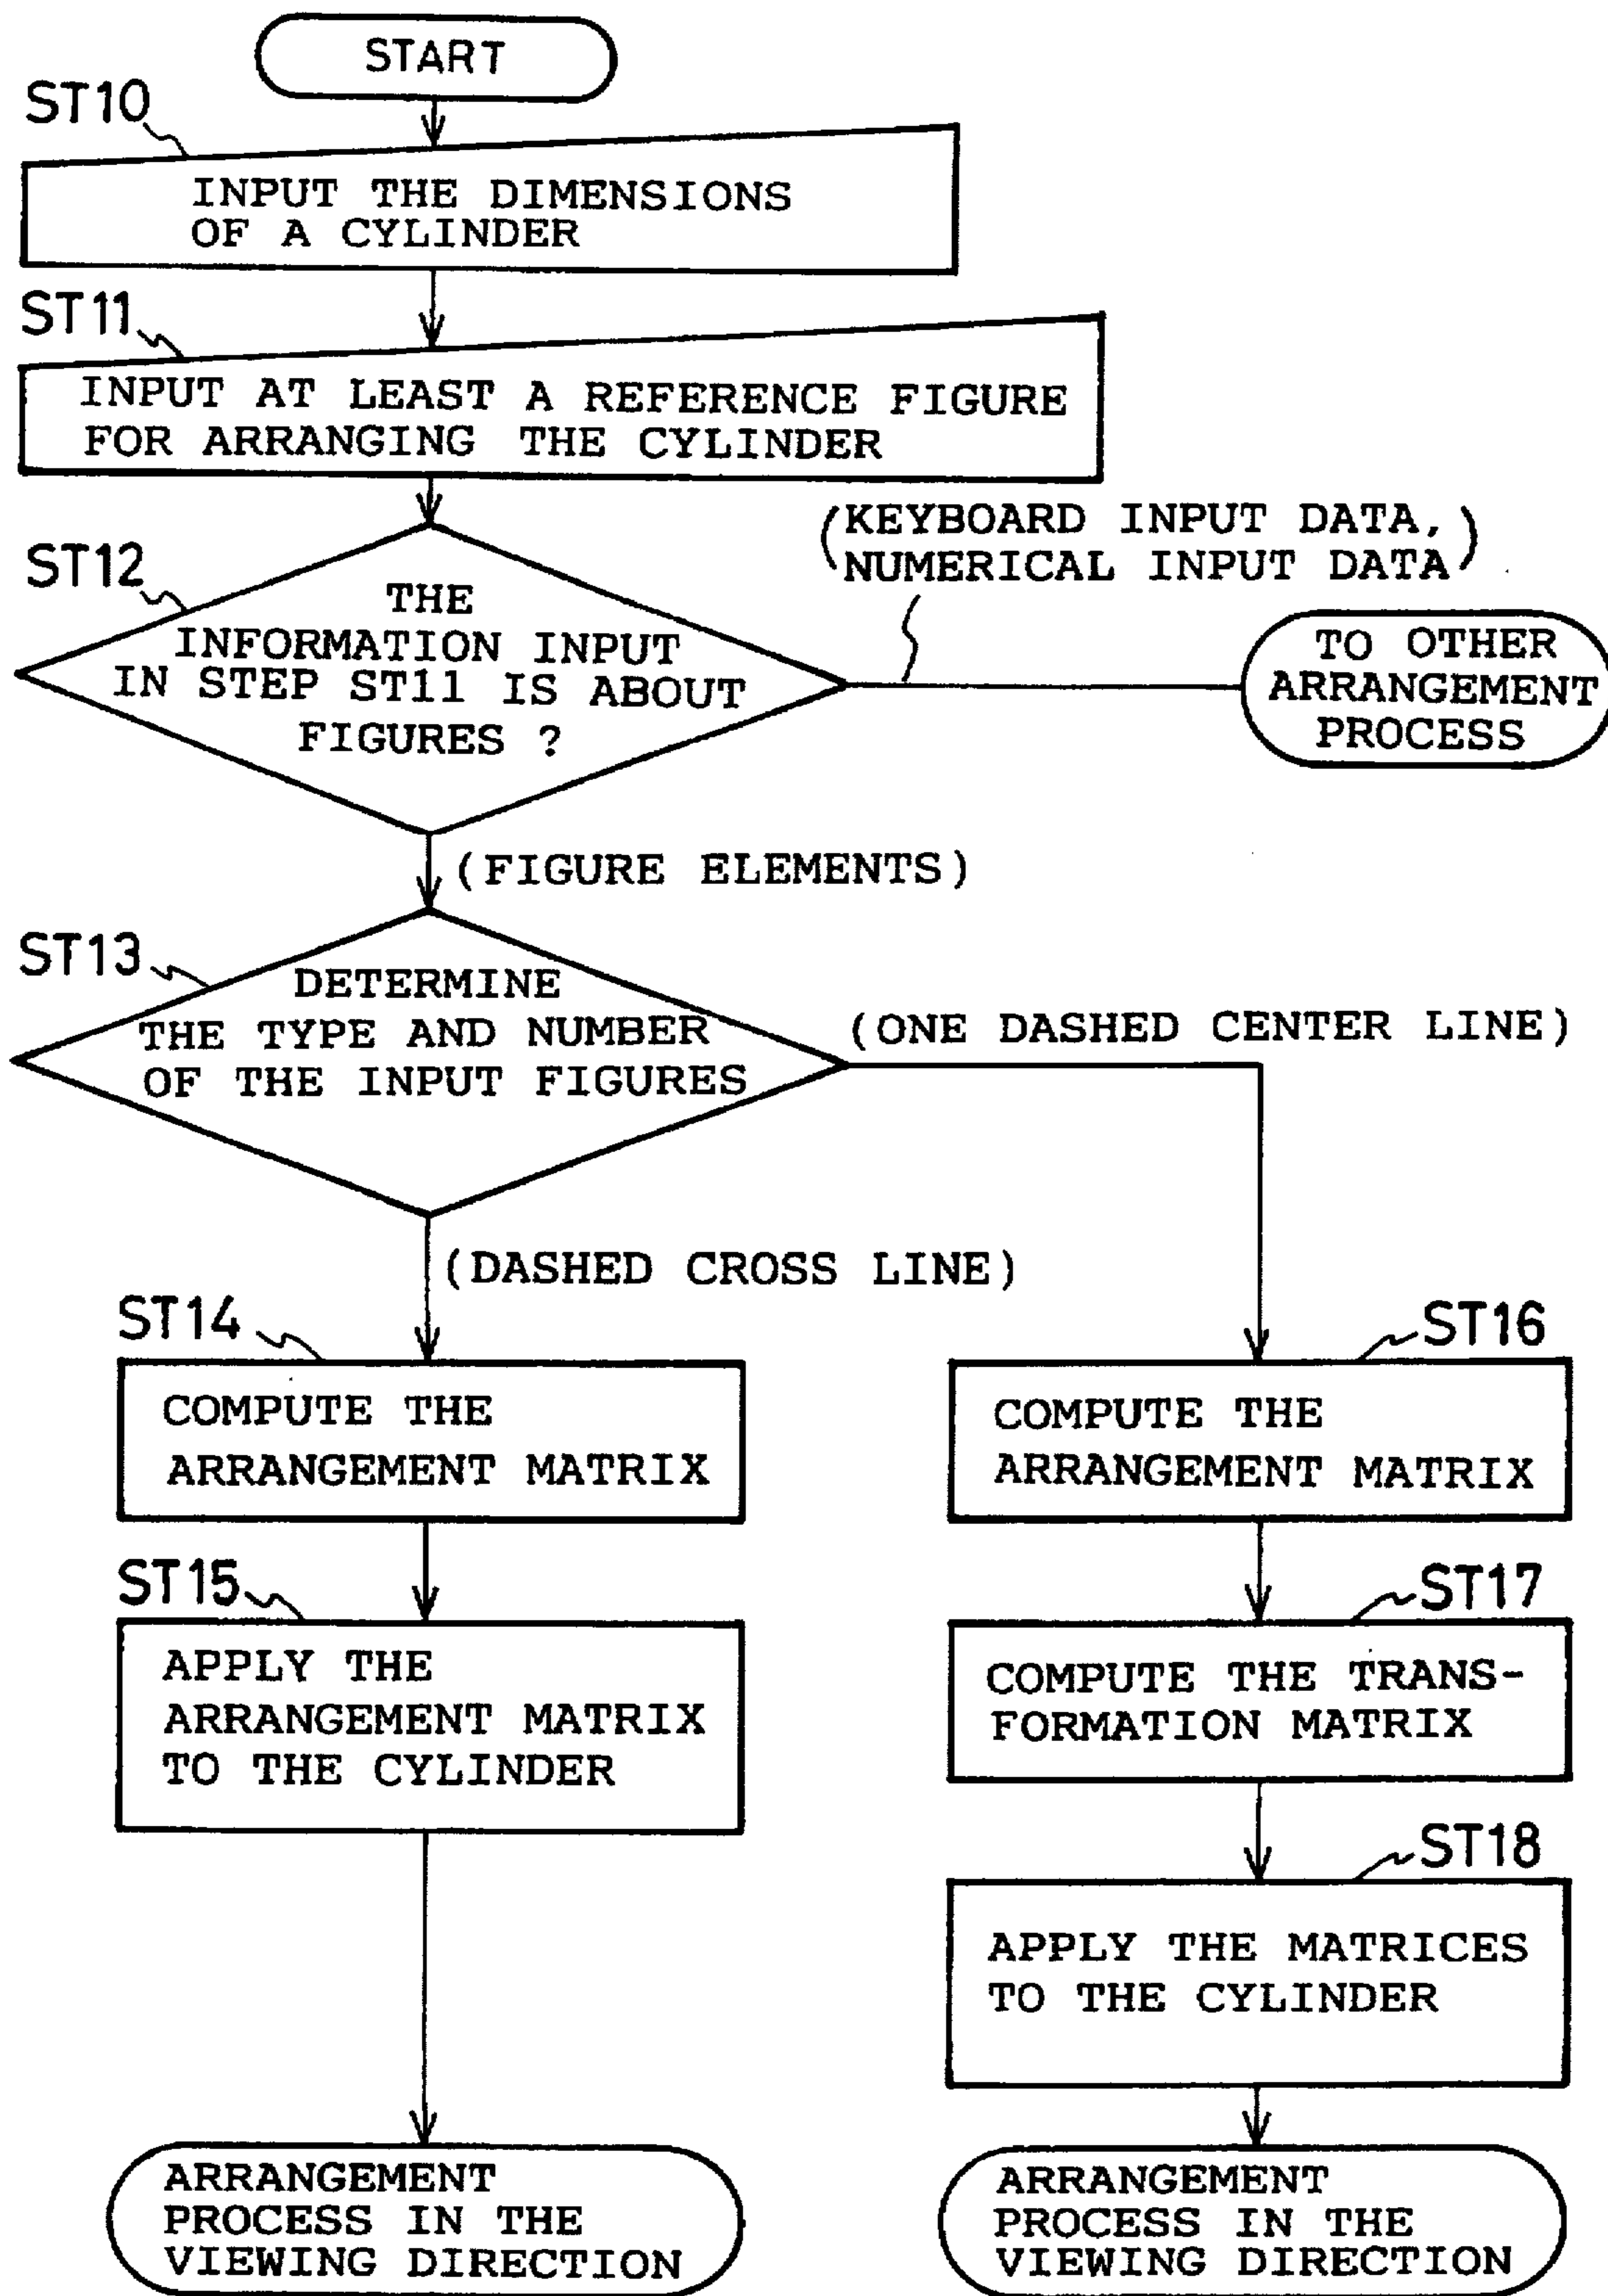 START
ST10
INPUT THE DIMENSIONS
OF A CYLINDER
ST11
INPUT AT LEAST A REFERENCE FIGURE
FOR ARRANGING THE CYLINDER
(KEYBOARD INPUT DATA,
NUMERICAL INPUT DATA)
ST12
THE
INFORMATION INPUT
IN STEP ST11 IS ABOUT
FIGURES ?
TO OTHER
ARRANGEMENT
PROCESS
(FIGURE ELEMENTS)
ST13
DETERMINE
THE TYPE AND NUMBER
OF THE INPUT FIGURES
(ONE DASHED CENTER LINE)
(DASHED CROSS LINE)
ST14
COMPUTE THE
ARRANGEMENT MATRIX
ST15
APPLY THE
ARRANGEMENT MATRIX
TO THE CYLINDER
ARRANGEMENT
PROCESS IN THE
VIEWING DIRECTION
ST16
COMPUTE THE
ARRANGEMENT MATRIX
ST17
COMPUTE THE TRANS-
FORMATION MATRIX
ST18
APPLY THE MATRICES
TO THE CYLINDER
ARRANGEMENT
PROCESS IN THE
VIEWING DIRECTION